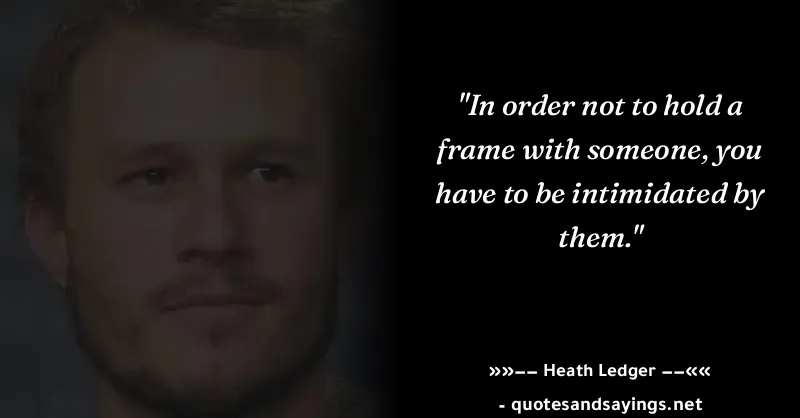 "In order not to hold a
frame with someone, you
have to be intimidated by
them."
»»–– Heath Ledger ––««
- quotesandsayings.net